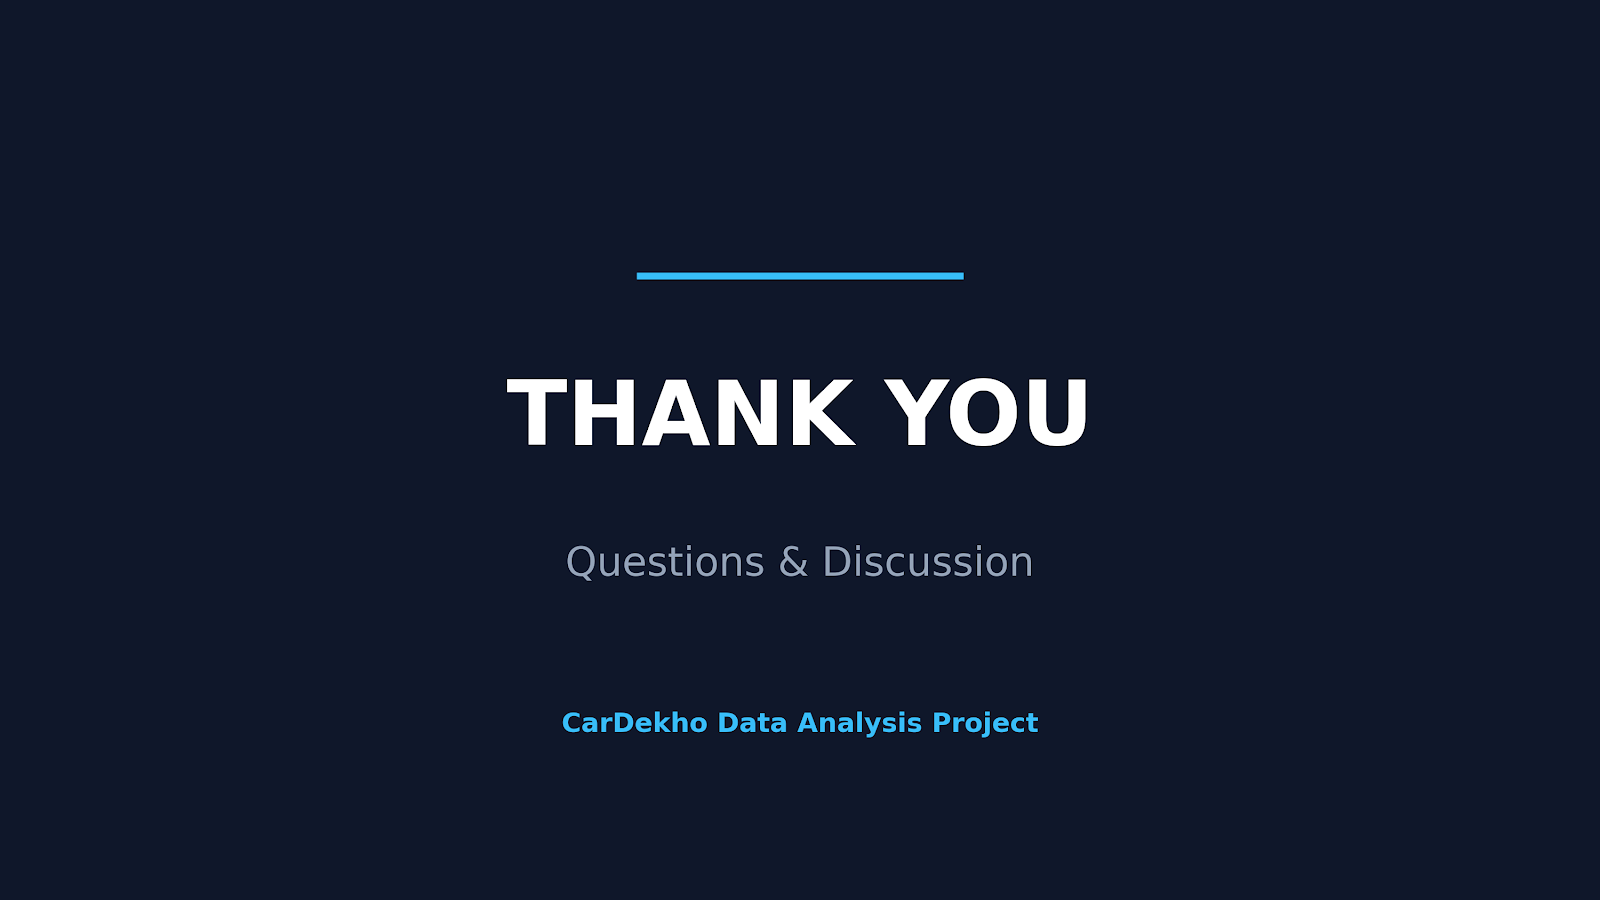 THANK YOU
Questions & Discussion
CarDekho Data Analysis Project